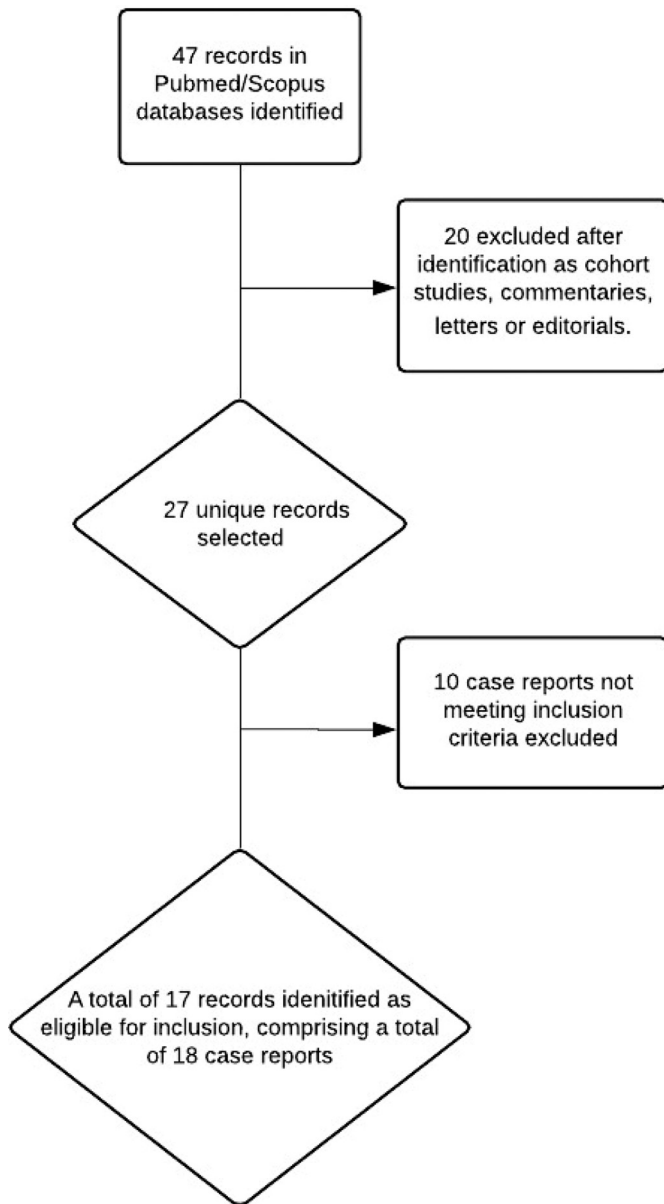 47 records in
Pubmed/Scopus
databases identified
20 excluded after
identification as cohort
studies, commentaries,
letters or editorials.
27 unique records
selected
10 case reports not
meeting inclusion
criteria excluded
A total of 17 records idenitified as
eligible for inclusion, comprising a total
of 18 case reports